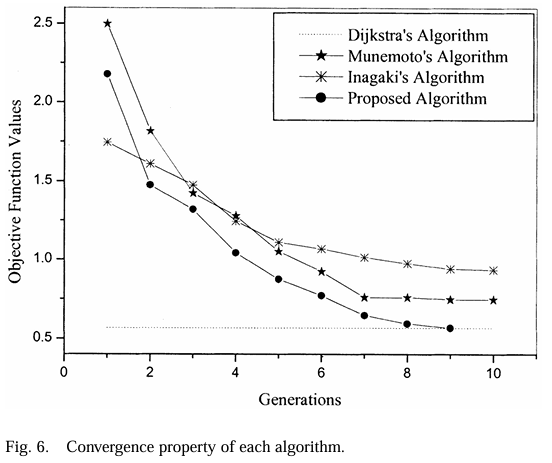 2.5
2.0
1.5
1.0
0.5
Objective Function Values
Dijkstra's Algorithm
Munemoto's Algorithm
Inagaki's Algorithm
Proposed Algorithm
0 2 4 6 8 10
Generations
Fig. 6. Convergence property of each algorithm.